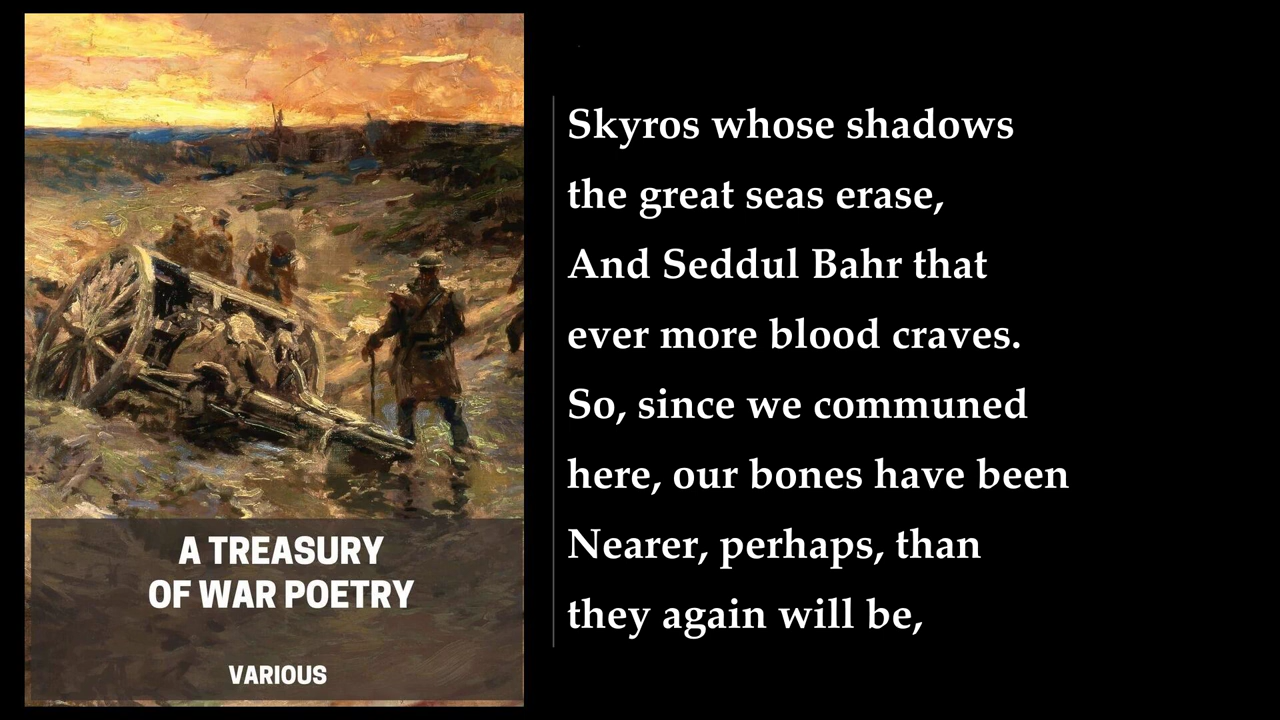 A TREASURY
OF WAR POETRY
VARIOUS
Skyros whose shadows
the great seas erase,
And Seddul Bahr that
ever more blood craves.
So, since we communed
here, our bones have been
Nearer, perhaps, than
they again will be,